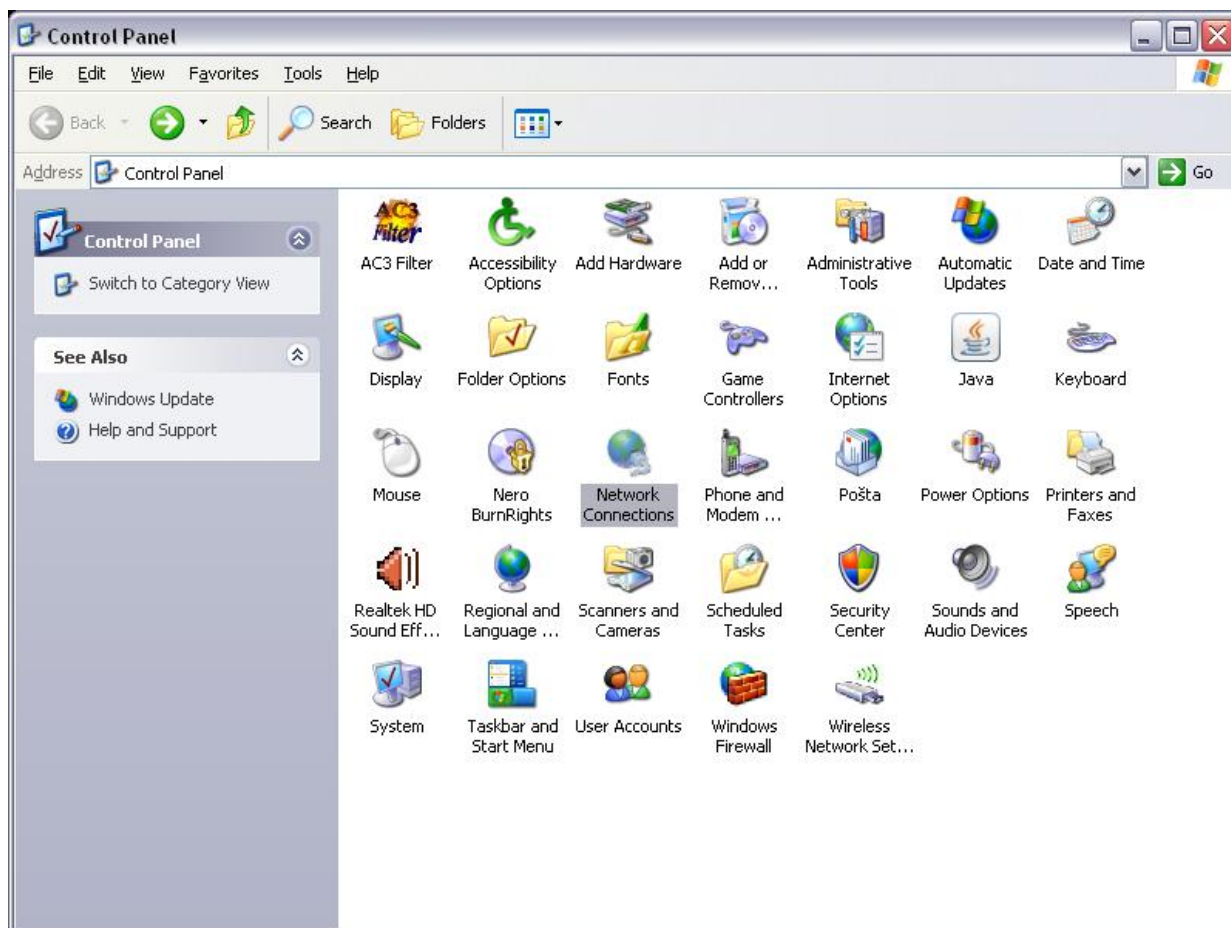 Control Panel
File Edit View Favorites Tools Help
Back Search Folders
Address Control Panel Go
Control Panel
Switch to Category View
See Also
Windows Update
Help and Support
AC3 Filter
AC3 Filter
Accessibility Options
Add Hardware
Add or Remov...
Administrative Tools
Automatic Updates
Date and Time
Display
Folder Options
Fonts
Game Controllers
Internet Options
Java
Keyboard
Mouse
Nero BurnRights
Network Connections
Phone and Modem ...
Pošta
Power Options
Printers and Faxes
Realtek HD Sound Eff...
Regional and Language ...
Scanners and Cameras
Scheduled Tasks
Security Center
Sounds and Audio Devices
Speech
System
Taskbar and Start Menu
User Accounts
Windows Firewall
Wireless Network Set...